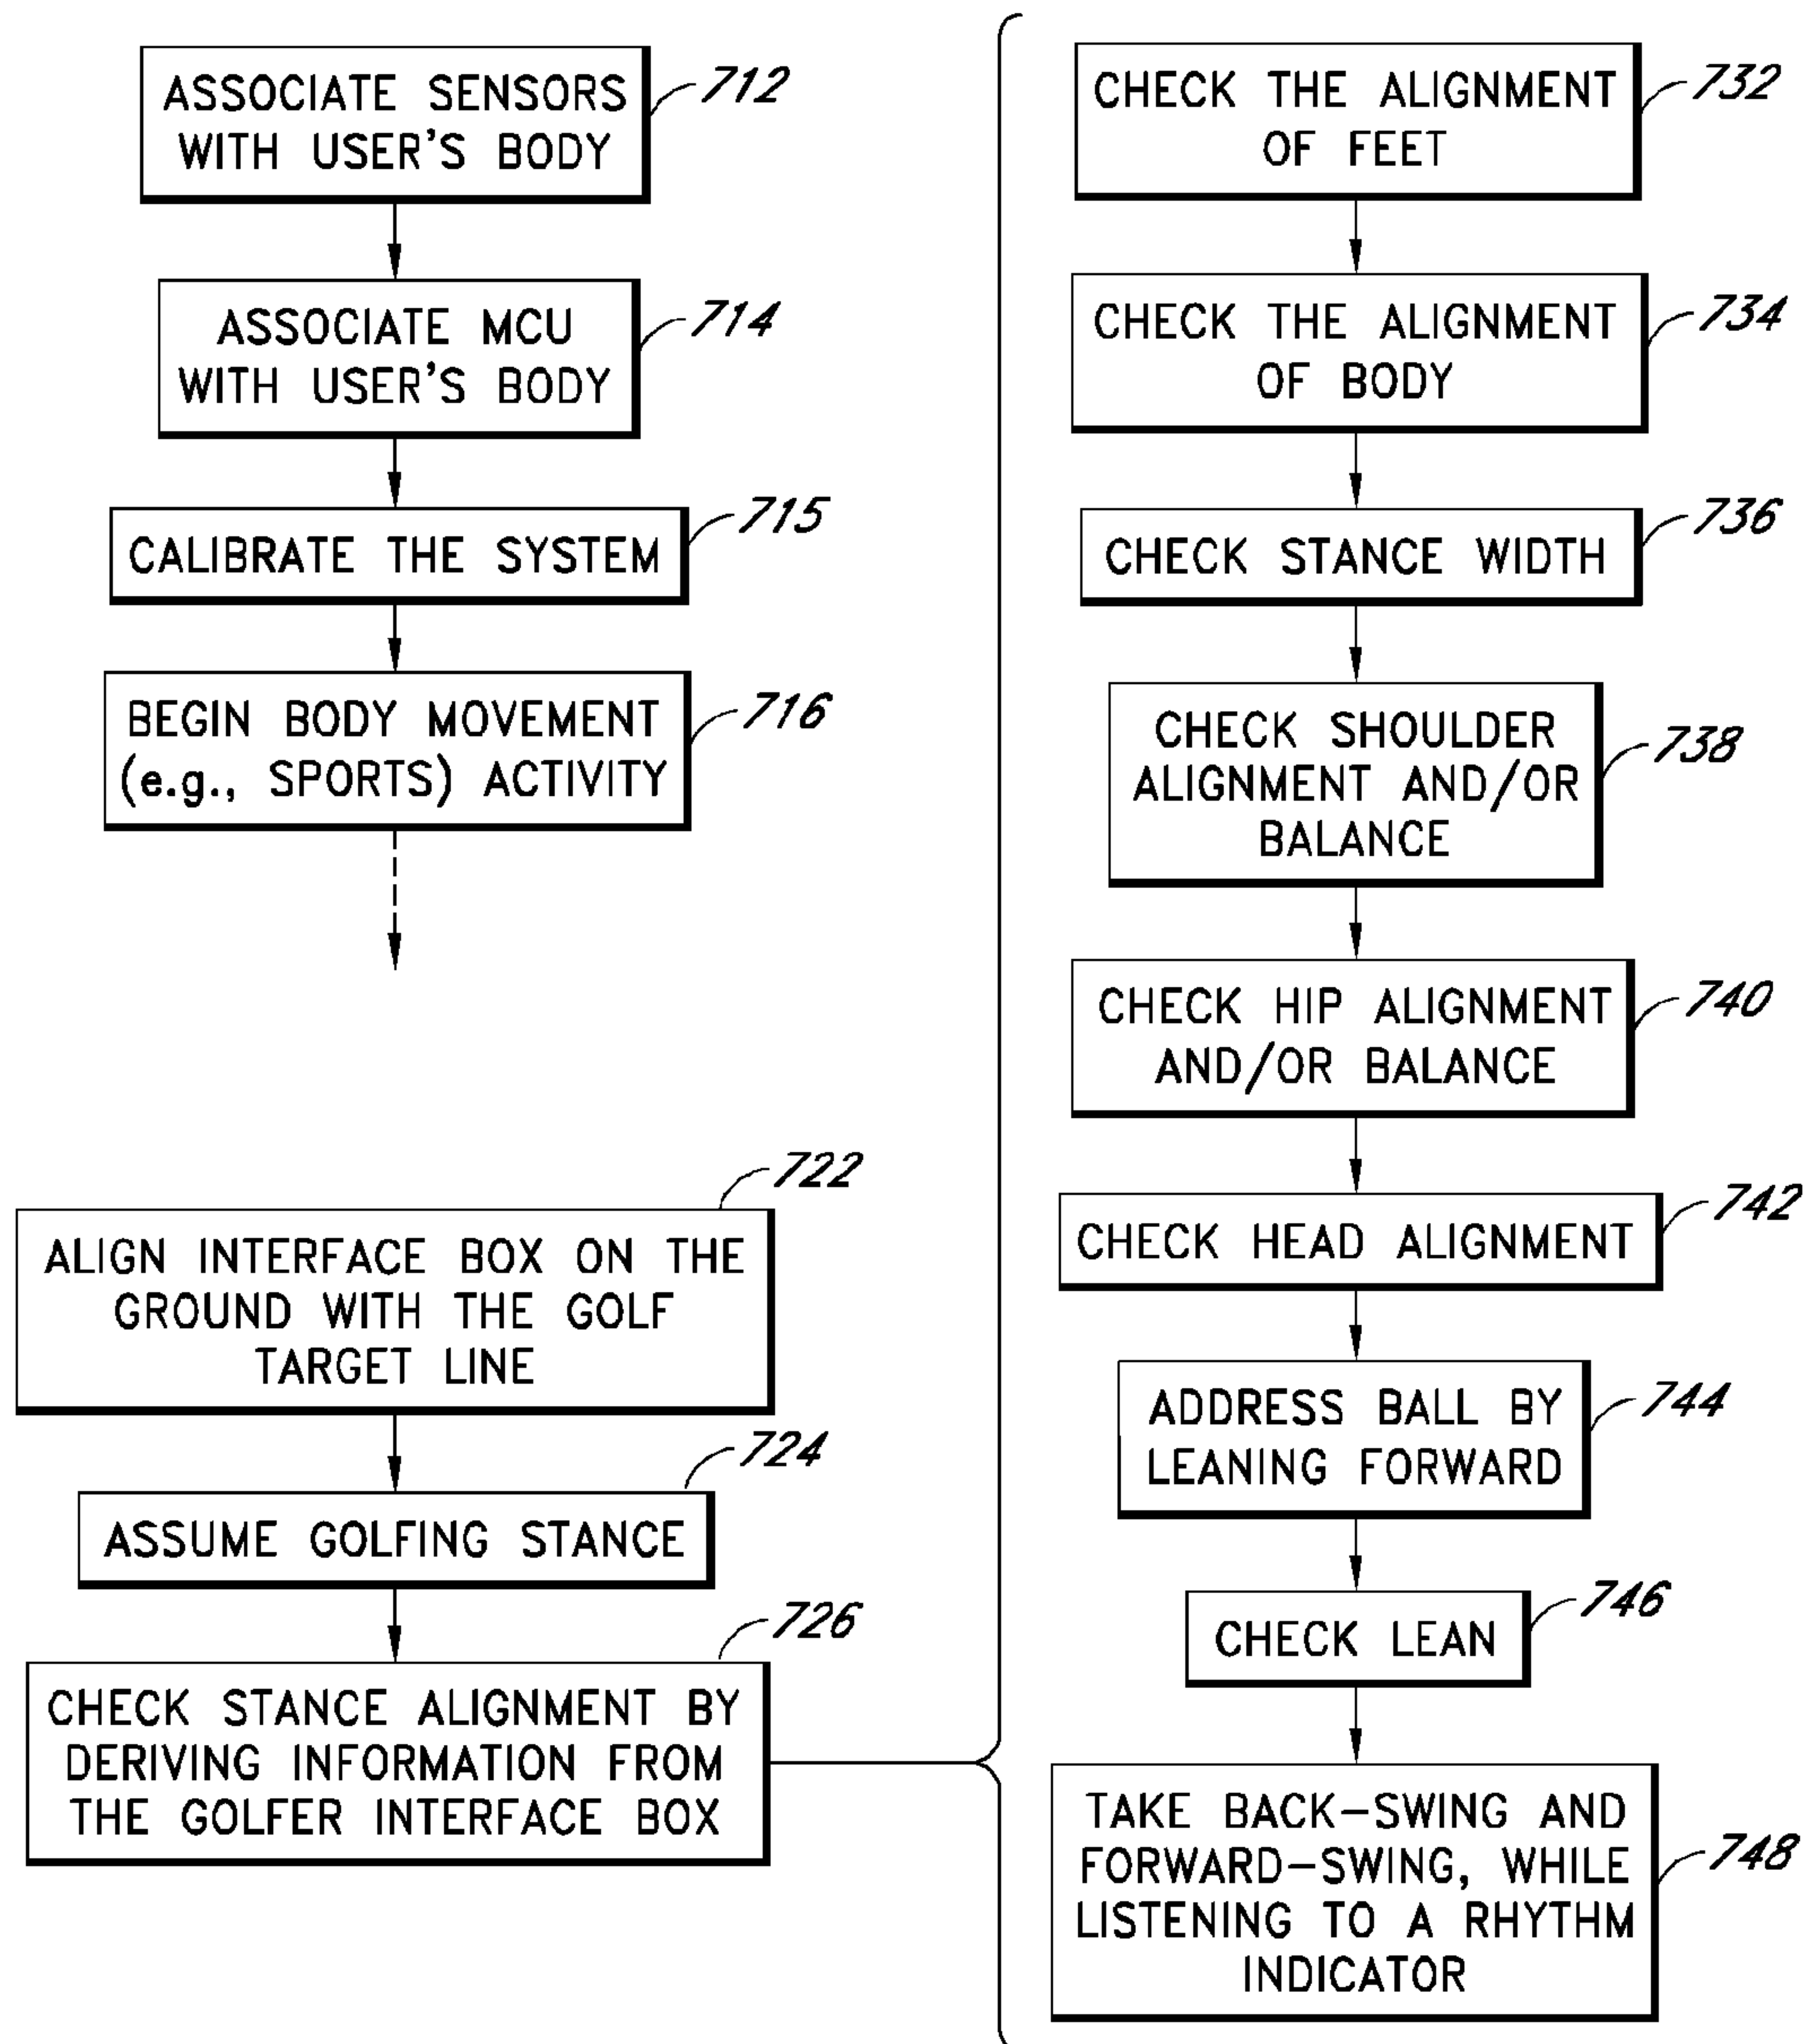 ASSOCIATE SENSORS
WITH USER'S BODY
712
ASSOCIATE MCU
WITH USER'S BODY
714
CALIBRATE THE SYSTEM
715
BEGIN BODY MOVEMENT
(e.g., SPORTS) ACTIVITY
716
722
ALIGN INTERFACE BOX ON THE
GROUND WITH THE GOLF
TARGET LINE
724
ASSUME GOLFING STANCE
726
CHECK STANCE ALIGNMENT BY
DERIVING INFORMATION FROM
THE GOLFER INTERFACE BOX
CHECK THE ALIGNMENT
OF FEET
732
CHECK THE ALIGNMENT
OF BODY
734
CHECK STANCE WIDTH
736
CHECK SHOULDER
ALIGNMENT AND/OR
BALANCE
738
CHECK HIP ALIGNMENT
AND/OR BALANCE
740
CHECK HEAD ALIGNMENT
742
ADDRESS BALL BY
LEANING FORWARD
744
CHECK LEAN
746
TAKE BACK-SWING AND
FORWARD-SWING, WHILE
LISTENING TO A RHYTHM
INDICATOR
748